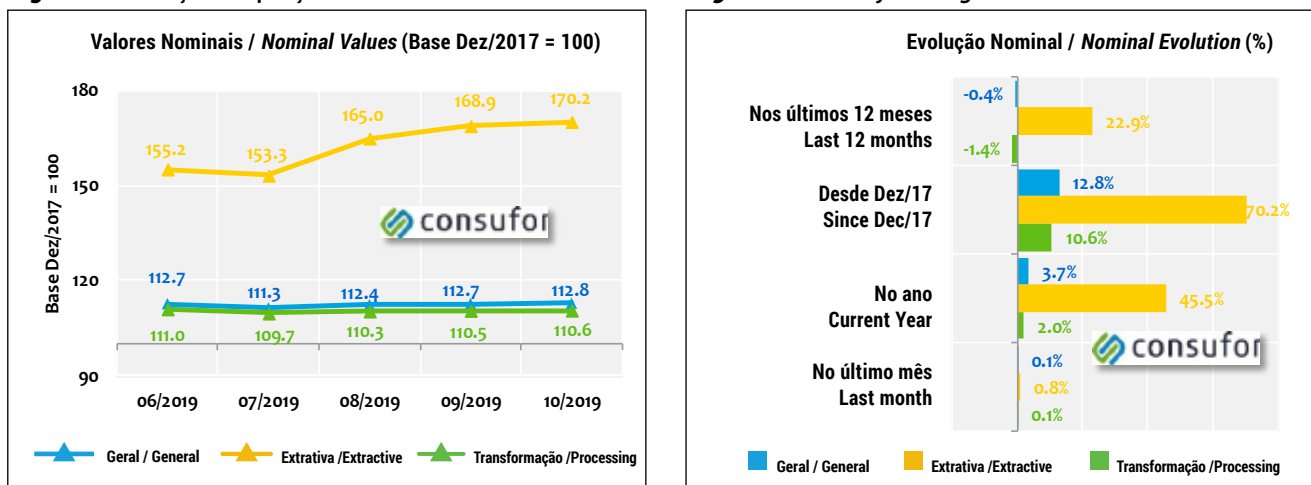 Valores Nominais / Nominal Values (Base Dez/2017 = 100)
Base Dez/2017 = 100
180
150
120
90
155.2
153.3
165.0
168.9
170.2
consufor
112.7
111.3
112.4
112.7
112.8
111.0
109.7
110.3
110.5
110.6
06/2019
07/2019
08/2019
09/2019
10/2019
Geral / General
Extrativa /Extractive
Transformação /Processing
Evolução Nominal / Nominal Evolution (%)
Nos últimos 12 meses
Last 12 months
-0.4%
22.9%
-1.4%
Desde Dez/17
Since Dec/17
12.8%
70.2%
10.6%
No ano
Current Year
3.7%
45.5%
2.0%
consufor
No último mês
Last month
0.1%
0.8%
0.1%
Geral / General
Extrativa /Extractive
Transformação /Processing